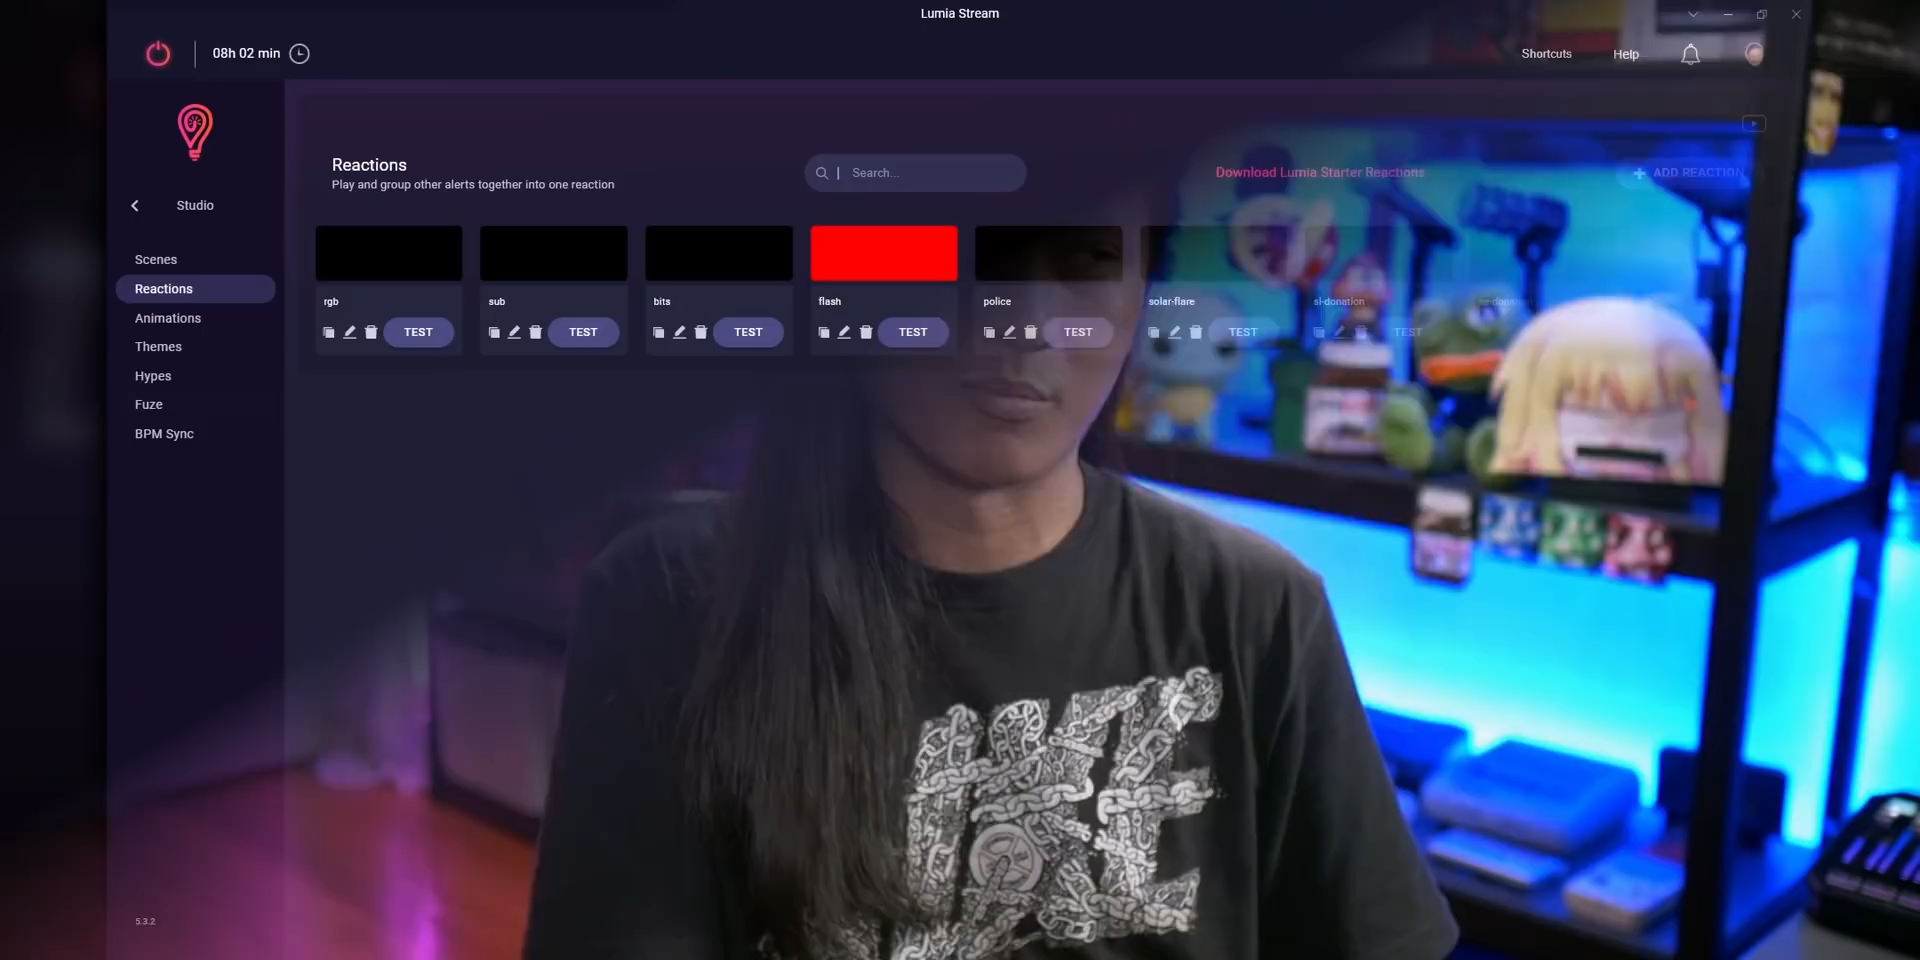 Lumia Stream
08h 02 min
Shortcuts
Help
Studio
Scenes
Reactions
Animations
Themes
Hypes
Fuze
BPM Sync
5.3.2
Reactions
Play and group other alerts together into one reaction
Search...
Download Lumia Starter Reactions
ADD REACTION
rgb
TEST
sub
TEST
bits
TEST
flash
TEST
police
TEST
solar-flare
TEST
sl-donation
TEST